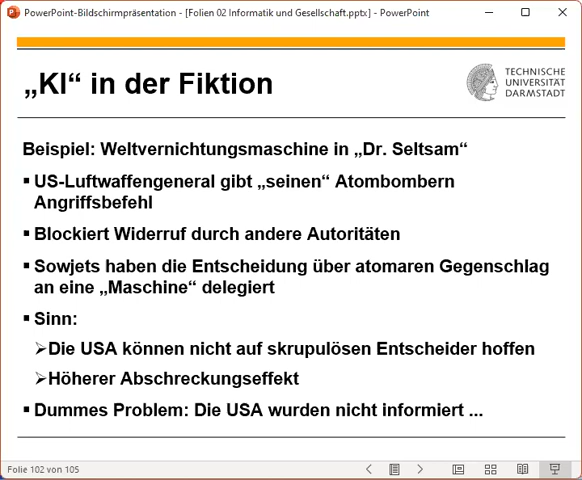 PowerPoint-Bildschirmpräsentation - [Folien 02 Informatik und Gesellschaft.pptx] - PowerPoint
„KI“ in der Fiktion
TECHNISCHE
UNIVERSITÄT
DARMSTADT
Beispiel: Weltvernichtungsmaschine in „Dr. Seltsam“
▪ US-Luftwaffengeneral gibt „seinen“ Atombombern
Angriffsbefehl
▪ Blockiert Widerruf durch andere Autoritäten
▪ Sowjets haben die Entscheidung über atomaren Gegenschlag
an eine „Maschine“ delegiert
▪ Sinn:
➢Die USA können nicht auf skrupulösen Entscheider hoffen
➢Höherer Abschreckungseffekt
▪ Dummes Problem: Die USA wurden nicht informiert ...
Folie 102 von 105